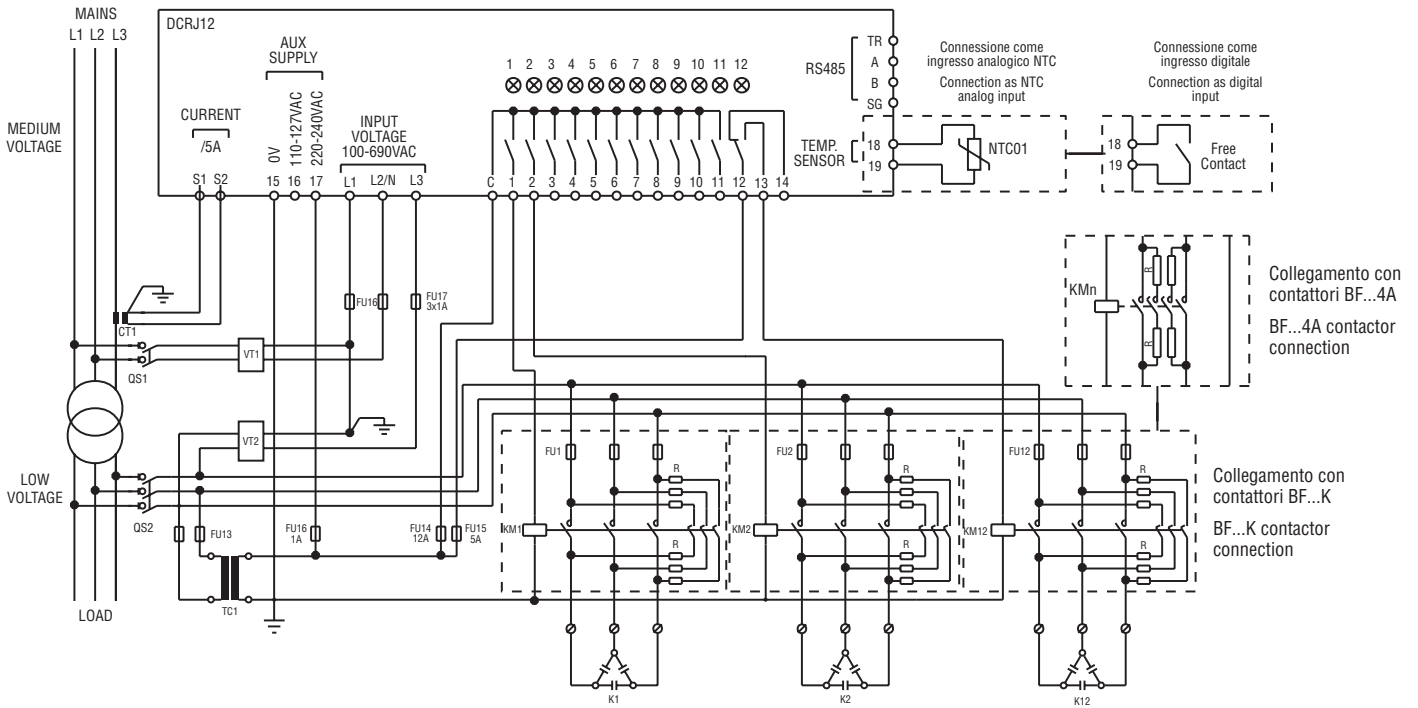 MAINS
L1 L2 L3
DCRJ12
AUX
SUPPLY
0V
110-127VAC
220-240VAC
CURRENT
/5A
INPUT
VOLTAGE
100-690VAC
MEDIUM
VOLTAGE
S1 S2
15 16 17
L1 L2/N L3
1 2 3 4 5 6 7 8 9 10 11 12
C 1 2 3 4 5 6 7 8 9 10 11 12 13 14
RS485
TR
A
B
SG
TEMP.
SENSOR
18
19
NTC01
Connessione come
ingresso analogico NTC
Connection as NTC
analog input
Connessione come
ingresso digitale
Connection as digital
input
18
19
Free
Contact
CT1
QS1
VT1
FU16
FU17
3x1A
VT2
LOW
VOLTAGE
QS2
FU13
FU16
1A
FU14
12A
FU15
5A
TC1
LOAD
KMn
R
R
Collegamento con
contattori BF...4A
BF...4A contactor
connection
FU1
R
KM1
R
K1
FU2
R
KM2
R
K2
FU12
R
KM12
R
K12
Collegamento con
contattori BF...K
BF...K contactor
connection